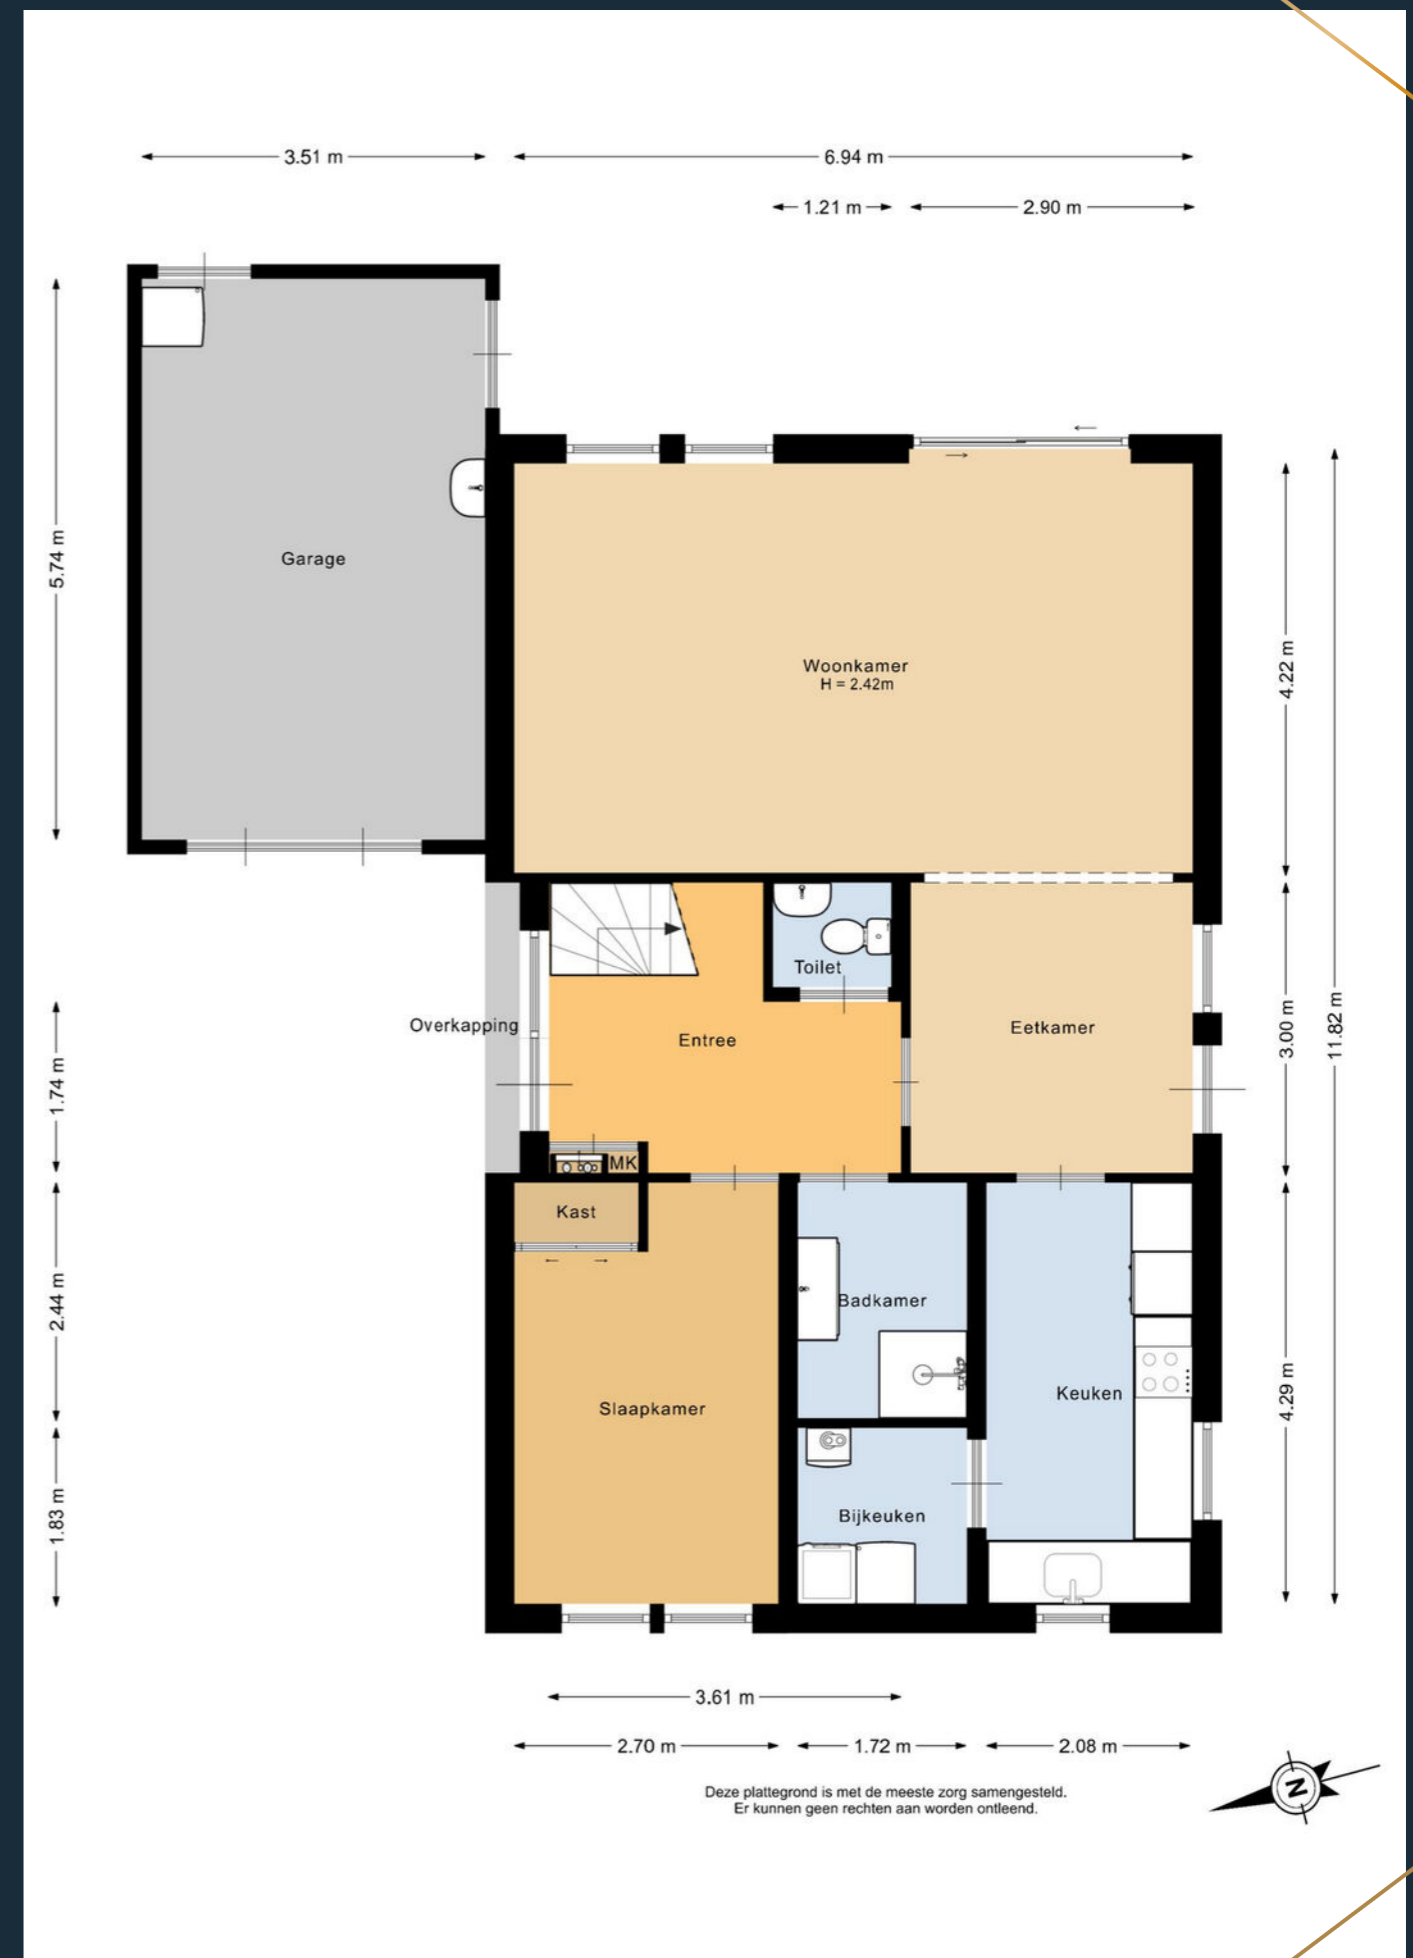 3.51 m
6.94 m
1.21 m
2.90 m
5.74 m
Garage
Woonkamer
H = 2.42m
4.22 m
11.82 m
Toilet
Overkapping
Entree
Eetkamer
3.00 m
1.74 m
MK
Kast
2.44 m
Badkamer
Keuken
4.29 m
Slaapkamer
1.83 m
Bijkeuken
3.61 m
2.70 m
1.72 m
2.08 m
Deze plattegrond is met de meeste zorg samengesteld.
Er kunnen geen rechten aan worden ontleend.
N